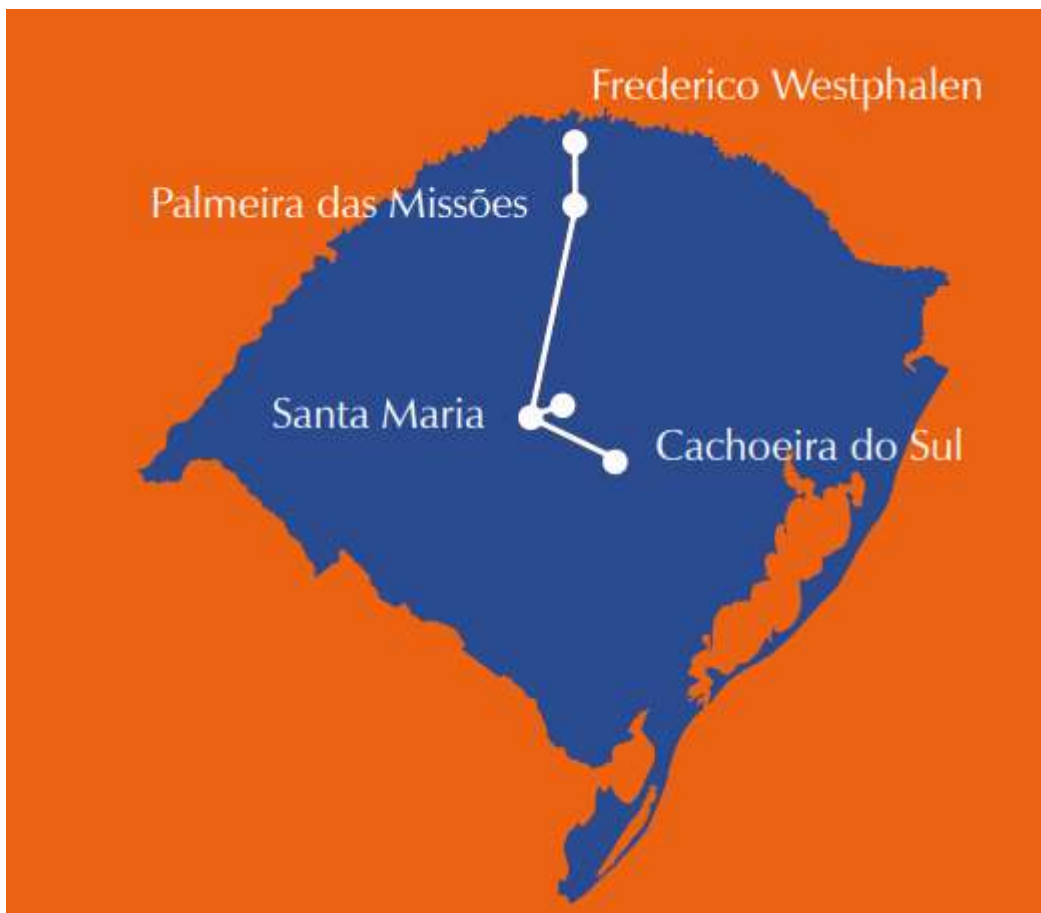 Frederico Westphalen
Palmeira das Missões
Santa Maria
Cachoeira do Sul